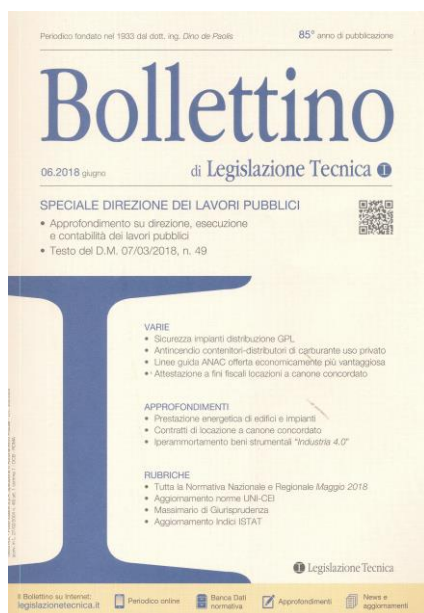 Periodico fondato nel 1933 dal dott. ing. Dino de Paolis
85° anno di pubblicazione
Bollettino
06.2018 giugno
di Legislazione Tecnica
SPECIALE DIREZIONE DEI LAVORI PUBBLICI
• Approfondimento su direzione, esecuzione
e contabilità dei lavori pubblici
• Testo del D.M. 07/03/2018, n. 49
VARIE
• Sicurezza impianti distribuzione GPL
• Antincendio contenitori-distributori di carburante uso privato
• Linee guida ANAC offerta economicamente più vantaggiosa
• Attestazione a fini fiscali locazioni a canone concordato
APPROFONDIMENTI
• Prestazione energetica di edifici e impianti
• Contratti di locazione a canone concordato
• Iperammortamento beni strumentali "Industria 4.0"
RUBRICHE
• Tutta la Normativa Nazionale e Regionale Maggio 2018
• Aggiornamento norme UNI-CEI
• Massimario di Giurisprudenza
• Aggiornamento Indici ISTAT
Legislazione Tecnica
Il Bollettino su Internet:
legislazionetecnica.it
Periodico online
Banca Dati
normativa
Approfondimenti
News e
aggiornamenti